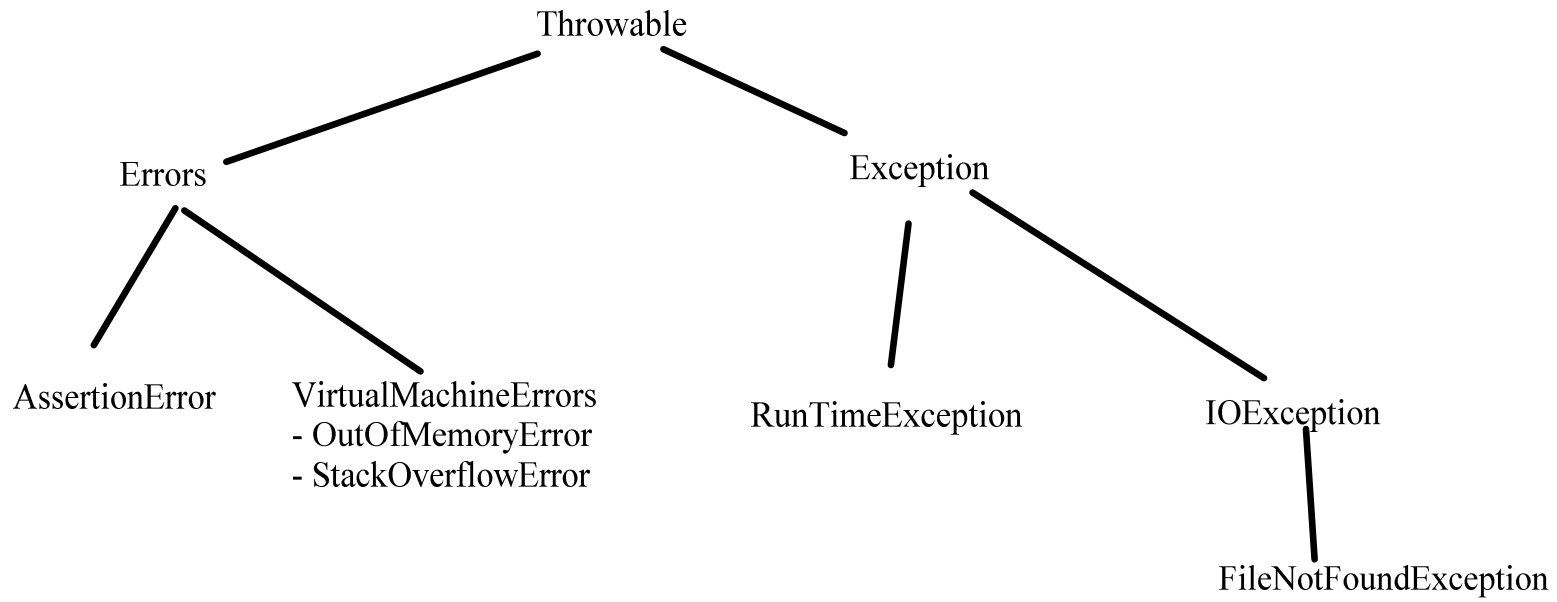 Throwable
Errors
Exception
AssertionError
VirtualMachineErrors
- OutOfMemoryError
- StackOverflowError
RunTimeException
IOException
FileNotFoundException